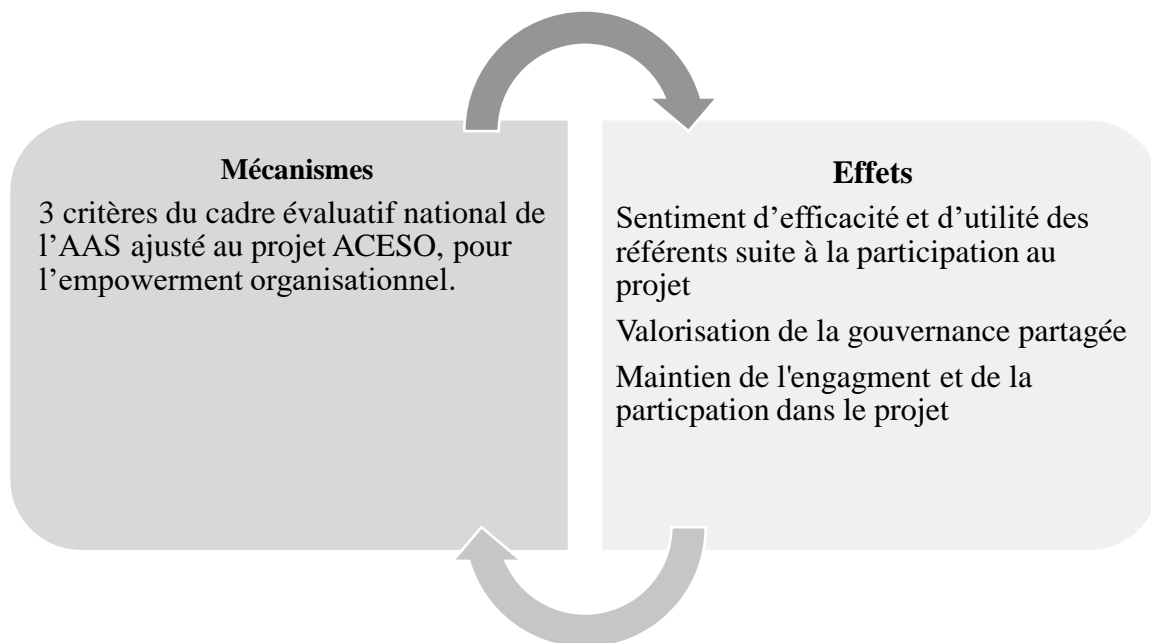 Mécanismes
3 critères du cadre évaluatif national de
l’AAS ajusté au projet ACESO, pour
l’empowerment organisationnel.
Effets
Sentiment d’efficacité et d’utilité des
référents suite à la participation au
projet
Valorisation de la gouvernance partagée
Maintien de l'engagment et de la
particpation dans le projet